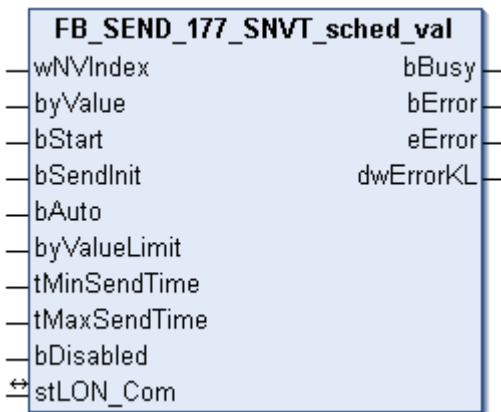 FB_SEND_177_SNVT_sched_val
wNVIndex bBusy
byValue bError
bStart eError
bSendInit dwErrorKL
bAuto
byValueLimit
tMinSendTime
tMaxSendTime
bDisabled
stLON_Com